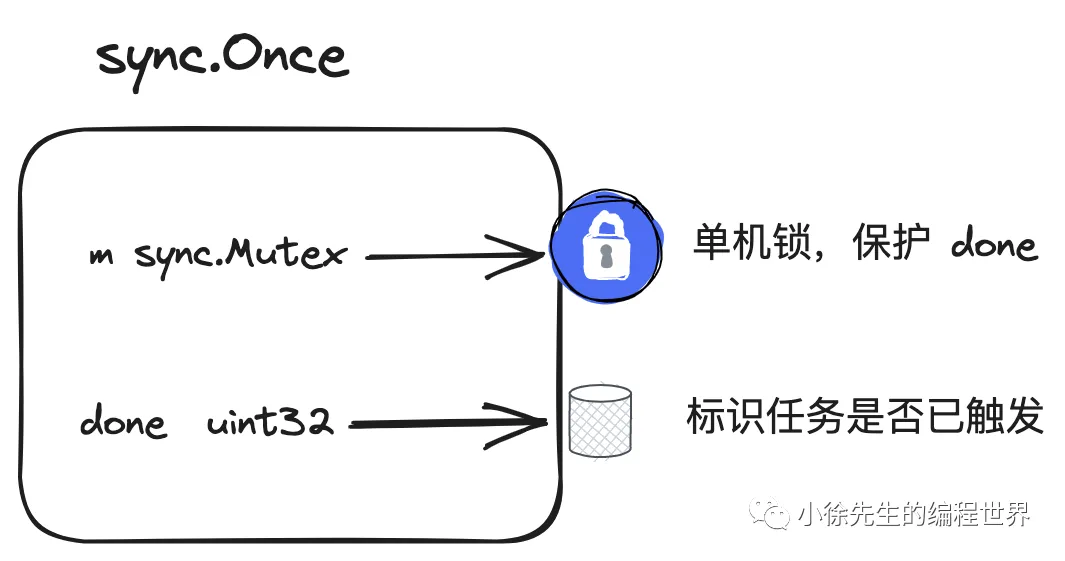 sync.Once
m sync.Mutex
单机锁，保护 done
done uint32
标识任务是否已触发
小徐先生的编程世界